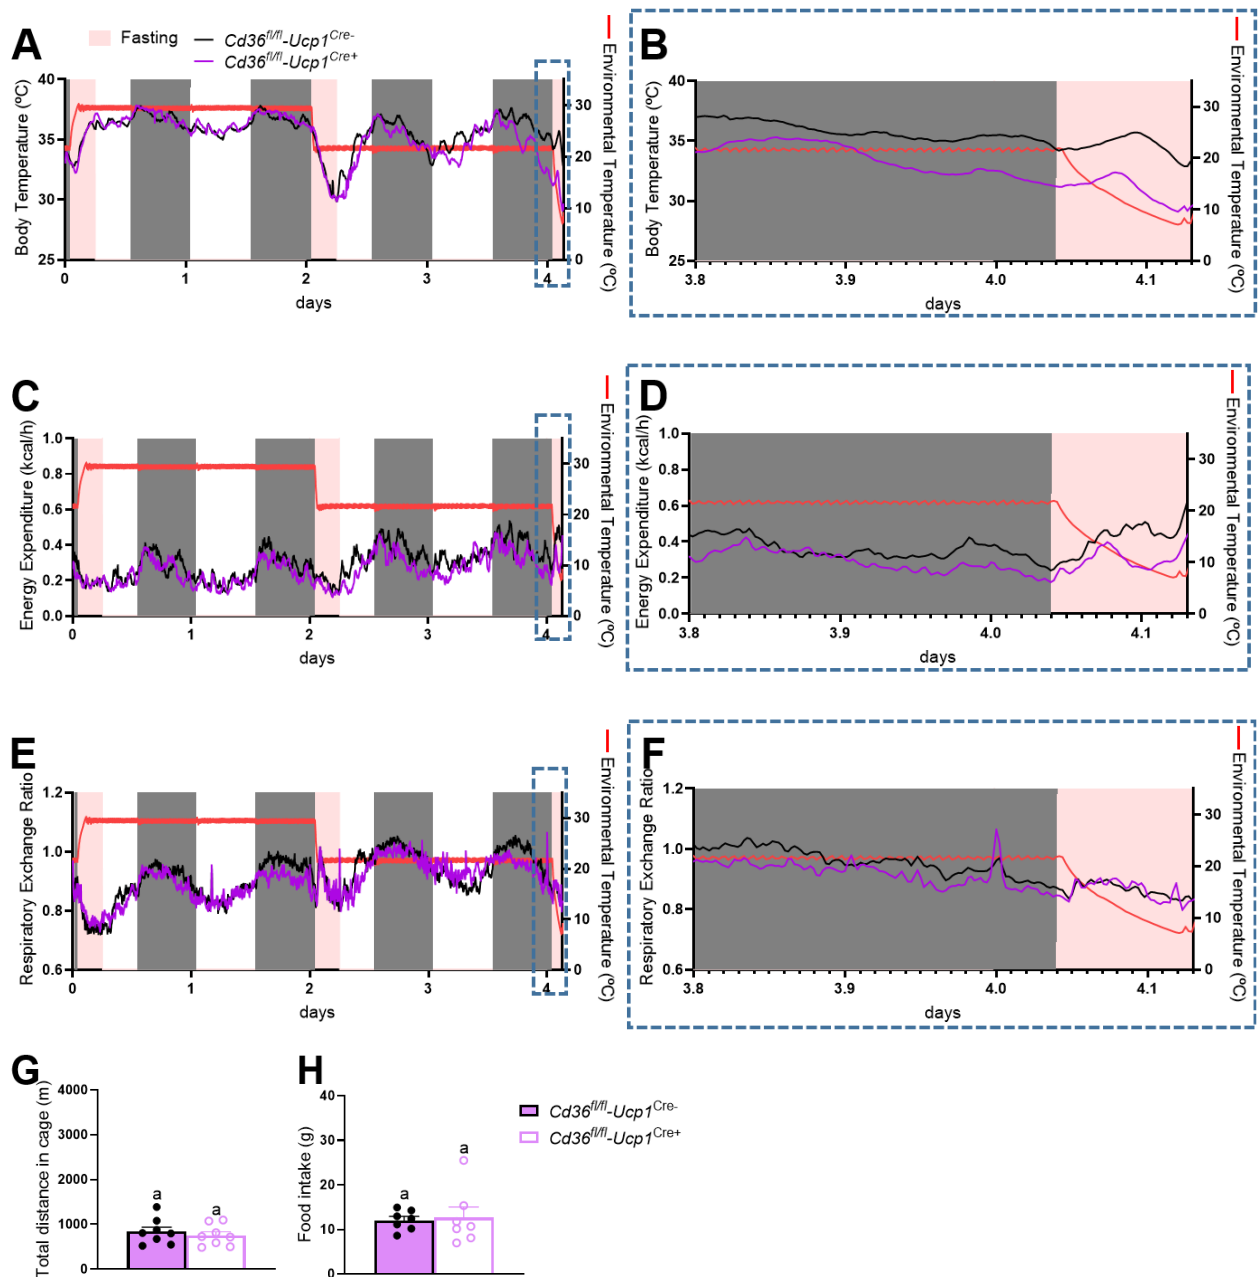 A
Fasting
Cd36fl/fl-Ucp1Cre-
Cd36fl/fl-Ucp1Cre+
Body Temperature (ºC)
40
35
30
25
0
1
2
3
4
days
30
20
10
0
Environmental Temperature (ºC)
B
Body Temperature (ºC)
40
35
30
25
3.8
3.9
4.0
4.1
days
30
20
10
0
Environmental Temperature (ºC)
C
Energy Expenditure (kcal/h)
1.0
0.8
0.6
0.4
0.2
0.0
0
1
2
3
4
days
30
20
10
0
Environmental Temperature (ºC)
D
Energy Expenditure (kcal/h)
1.0
0.8
0.6
0.4
0.2
0.0
3.8
3.9
4.0
4.1
days
30
20
10
0
Environmental Temperature (ºC)
E
Respiratory Exchange Ratio
1.2
1.0
0.8
0.6
0
1
2
3
4
days
30
20
10
0
Environmental Temperature (ºC)
F
Respiratory Exchange Ratio
1.2
1.0
0.8
0.6
3.8
3.9
4.0
4.1
days
30
20
10
0
Environmental Temperature (ºC)
G
Total distance in cage (m)
4000
3000
2000
1000
0
a
a
H
Food intake (g)
40
30
20
10
0
a
a
Cd36fl/fl-Ucp1Cre-
Cd36fl/fl-Ucp1Cre+